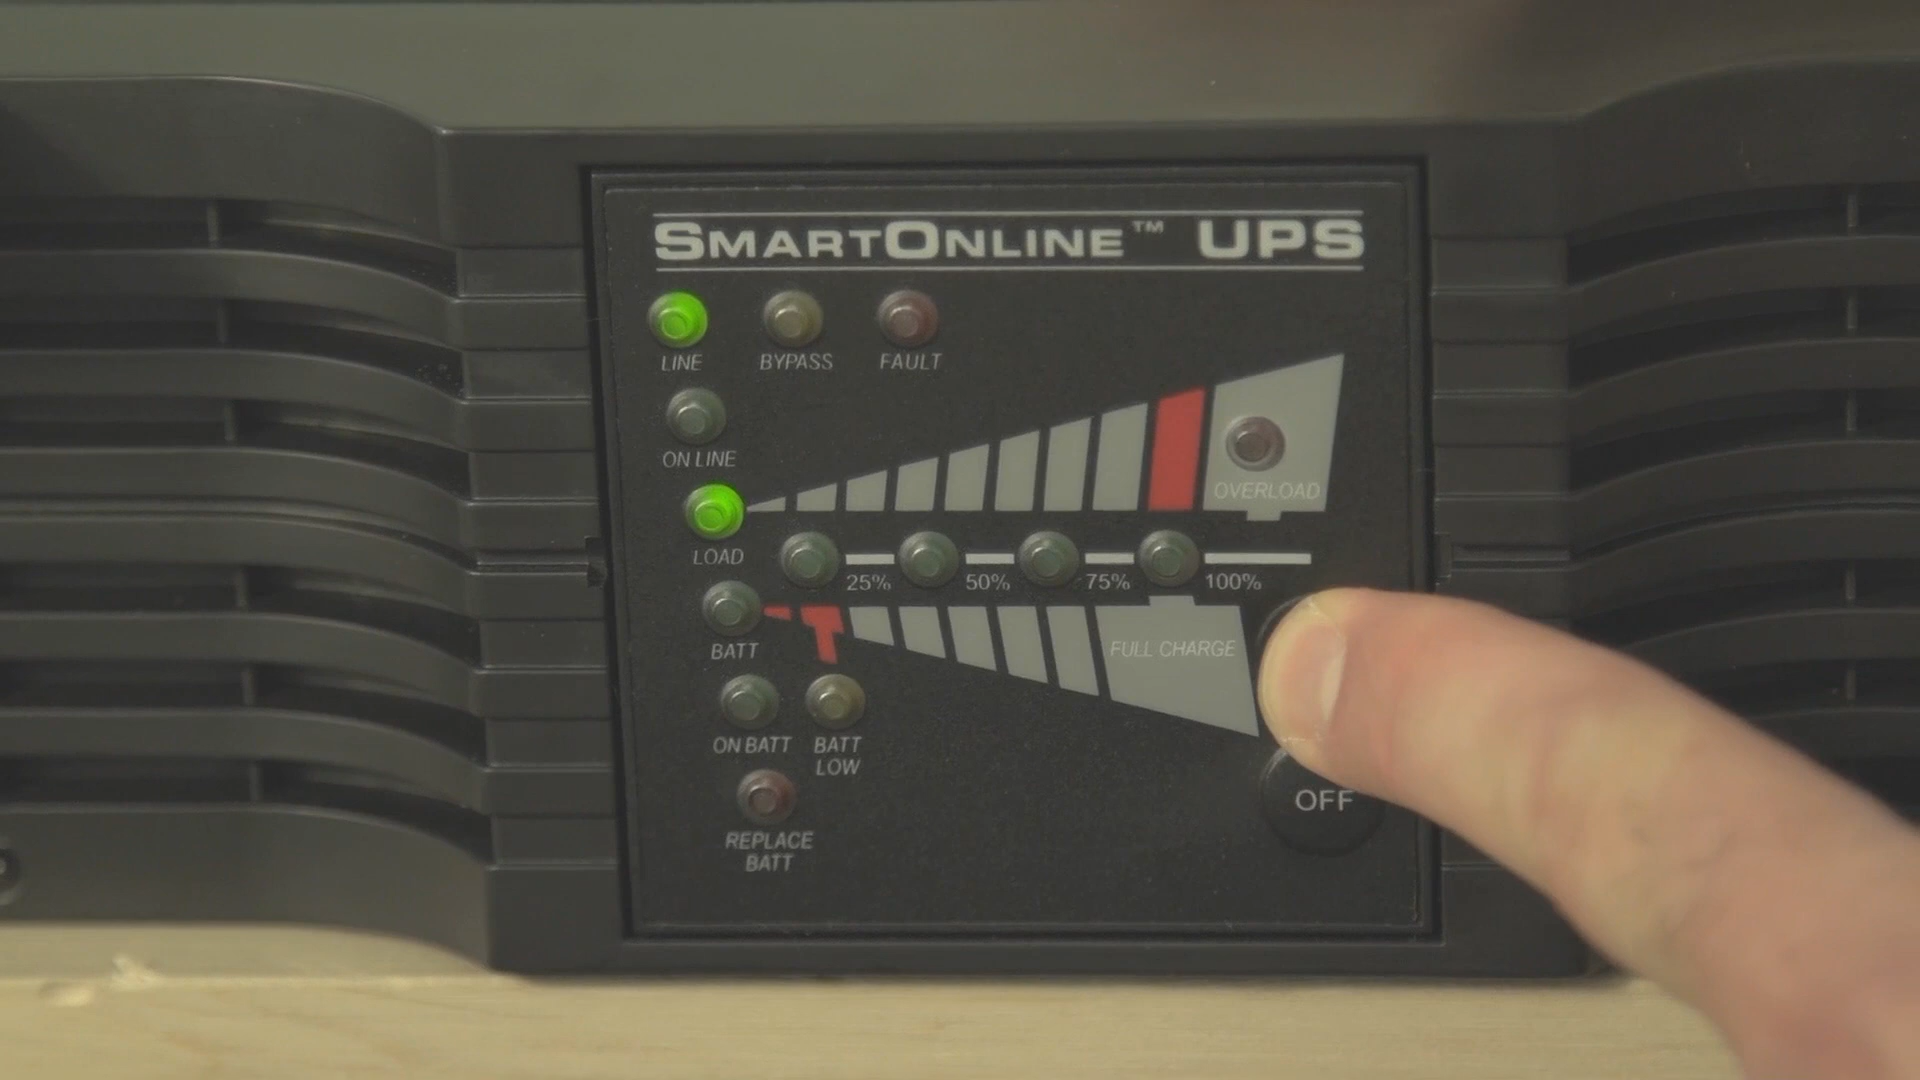 SMARTONLINE™ UPS
LINE BYPASS FAULT
ON LINE
OVERLOAD
LOAD
25% 50% 75% 100%
BATT
FULL CHARGE
ON BATT BATT
LOW
OFF
REPLACE
BATT